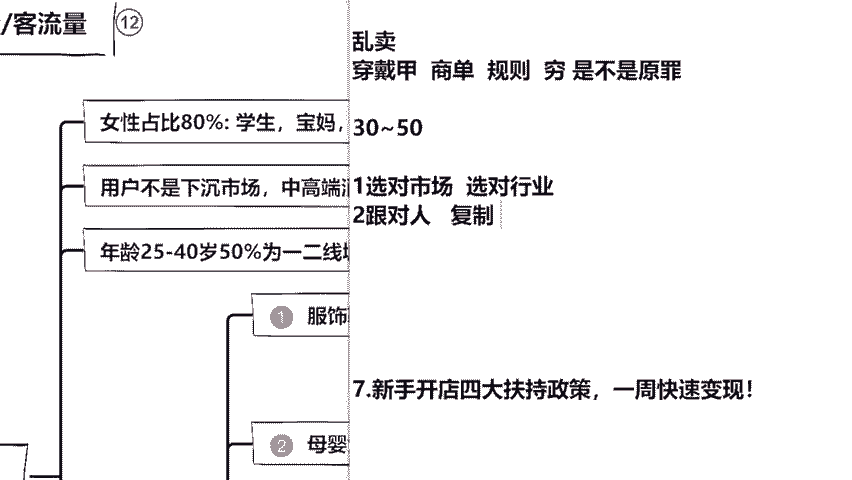 /客流量 12
女性占比80%: 学生，宝妈，
用户不是下沉市场，中高端
年龄25-40岁50%为一二线
1 服饰
2 母婴
乱卖
穿戴甲 商单 规则 穷 是不是原罪
30~50
1选对市场 选对行业
2跟对人 复制
7.新手开店四大扶持政策，一周快速变现！